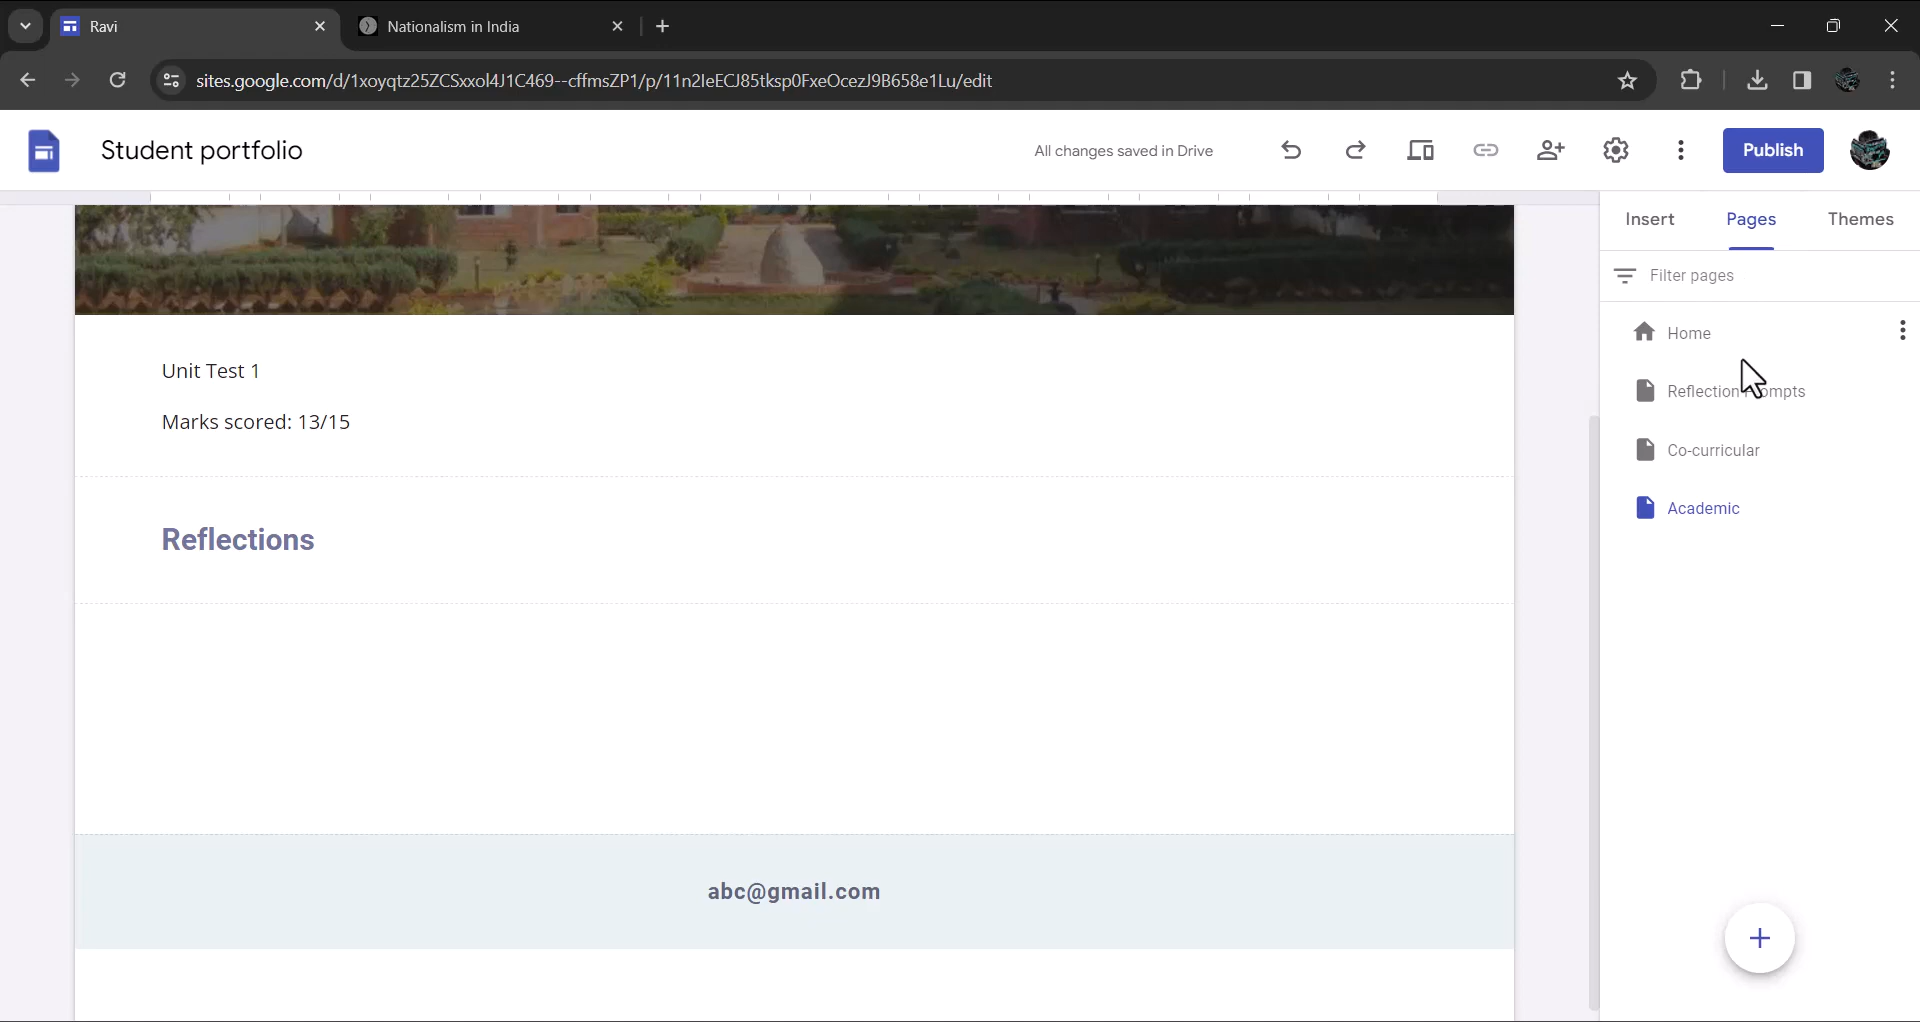 Ravi
Nationalism in India
sites.google.com/d/1xoyqtz25ZCSxxol4J1C469--cffmsZP1/p/11n2IeECJ85tksp0FxeOcezJ9B658e1Lu/edit
Student portfolio
All changes saved in Drive
Publish
Insert
Pages
Themes
Filter pages
Home
Reflection
Co-curricular
Academic
Unit Test 1
Marks scored: 13/15
Reflections
abc@gmail.com